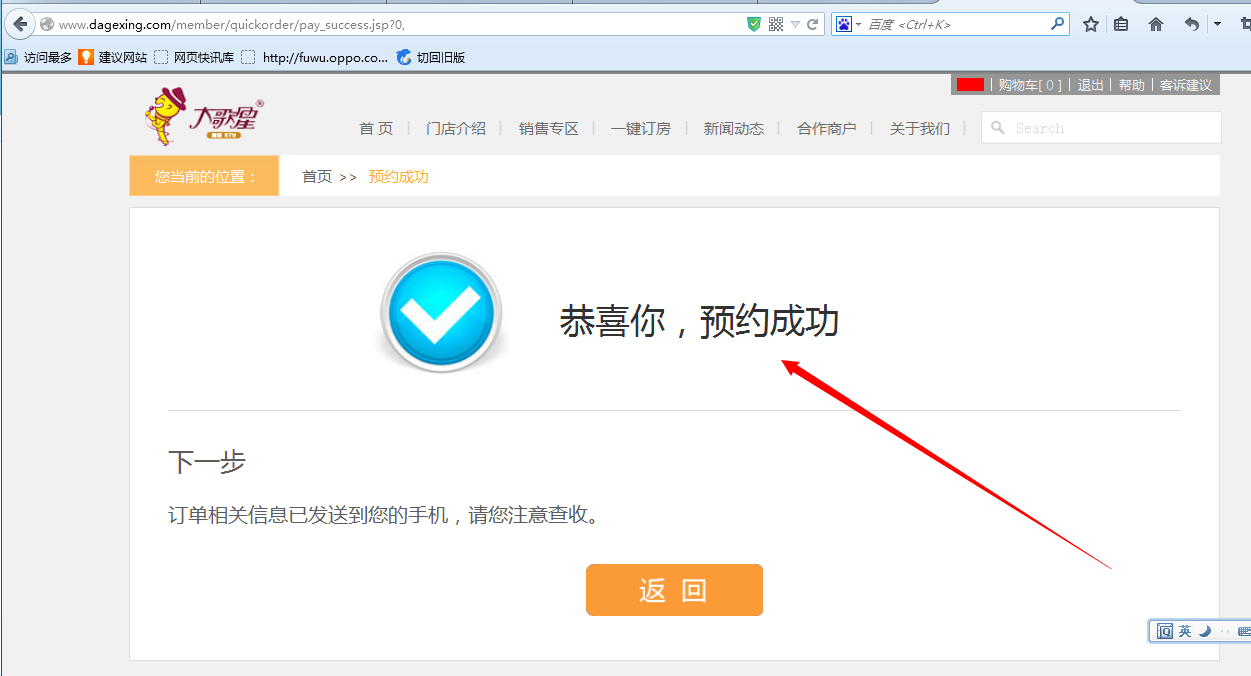 www.dagexing.com/member/quickorder/pay_success.jsp?0,
百度 <Ctrl+K>
访问最多 建议网站 网页快讯库 http://fuwu.oppo.co... 切回旧版
购物车[ 0 ] | 退出 | 帮助 | 客诉建议
大歌星
KTV
首 页 | 门店介绍 | 销售专区 | 一键订房 | 新闻动态 | 合作商户 | 关于我们 |
Search
您当前的位置：
首页 >> 预约成功
恭喜你，预约成功
下一步
订单相关信息已发送到您的手机，请您注意查收。
返 回
英